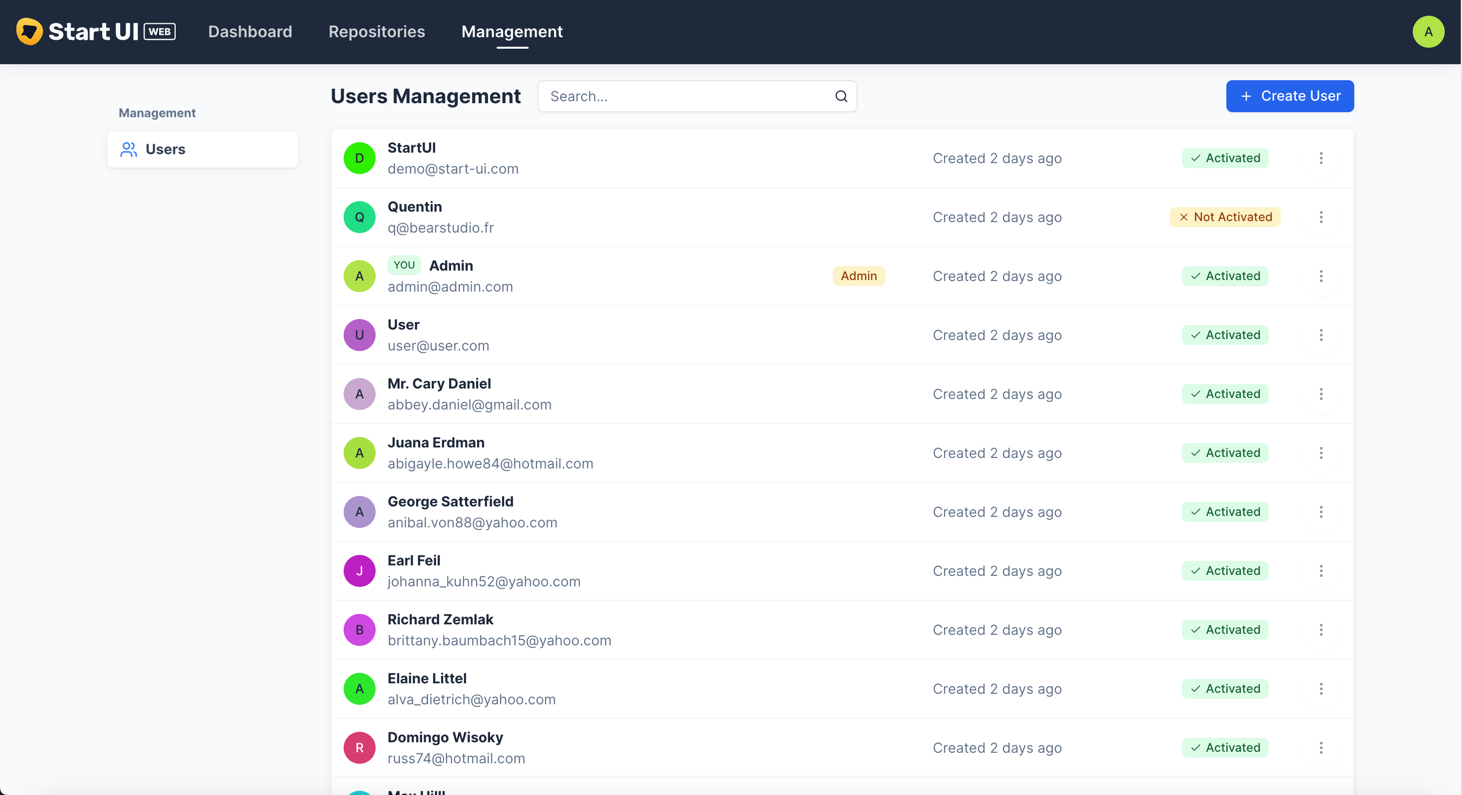 Start UI WEB Dashboard Repositories Management A
Management
Users
Users Management Search... + Create User
D StartUI
demo@start-ui.com
Created 2 days ago Activated
Q Quentin
q@bearstudio.fr
Created 2 days ago Not Activated
A YOU Admin
admin@admin.com
Admin Created 2 days ago Activated
U User
user@user.com
Created 2 days ago Activated
A Mr. Cary Daniel
abbey.daniel@gmail.com
Created 2 days ago Activated
A Juana Erdman
abigayle.howe84@hotmail.com
Created 2 days ago Activated
A George Satterfield
anibal.von88@yahoo.com
Created 2 days ago Activated
J Earl Feil
johanna_kuhn52@yahoo.com
Created 2 days ago Activated
B Richard Zemlak
brittany.baumbach15@yahoo.com
Created 2 days ago Activated
A Elaine Littel
alva_dietrich@yahoo.com
Created 2 days ago Activated
R Domingo Wisoky
russ74@hotmail.com
Created 2 days ago Activated